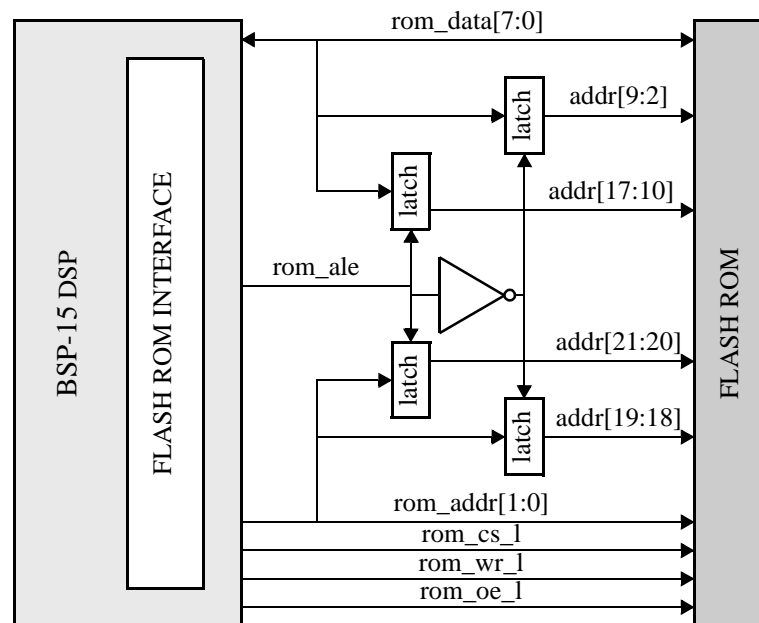 rom_data[7:0]
latch
addr[9:2]
latch
addr[17:10]
BSP-15 DSP
FLASH ROM INTERFACE
rom_ale
FLASH ROM
latch
addr[21:20]
latch
addr[19:18]
rom_addr[1:0]
rom_cs_l
rom_wr_l
rom_oe_l